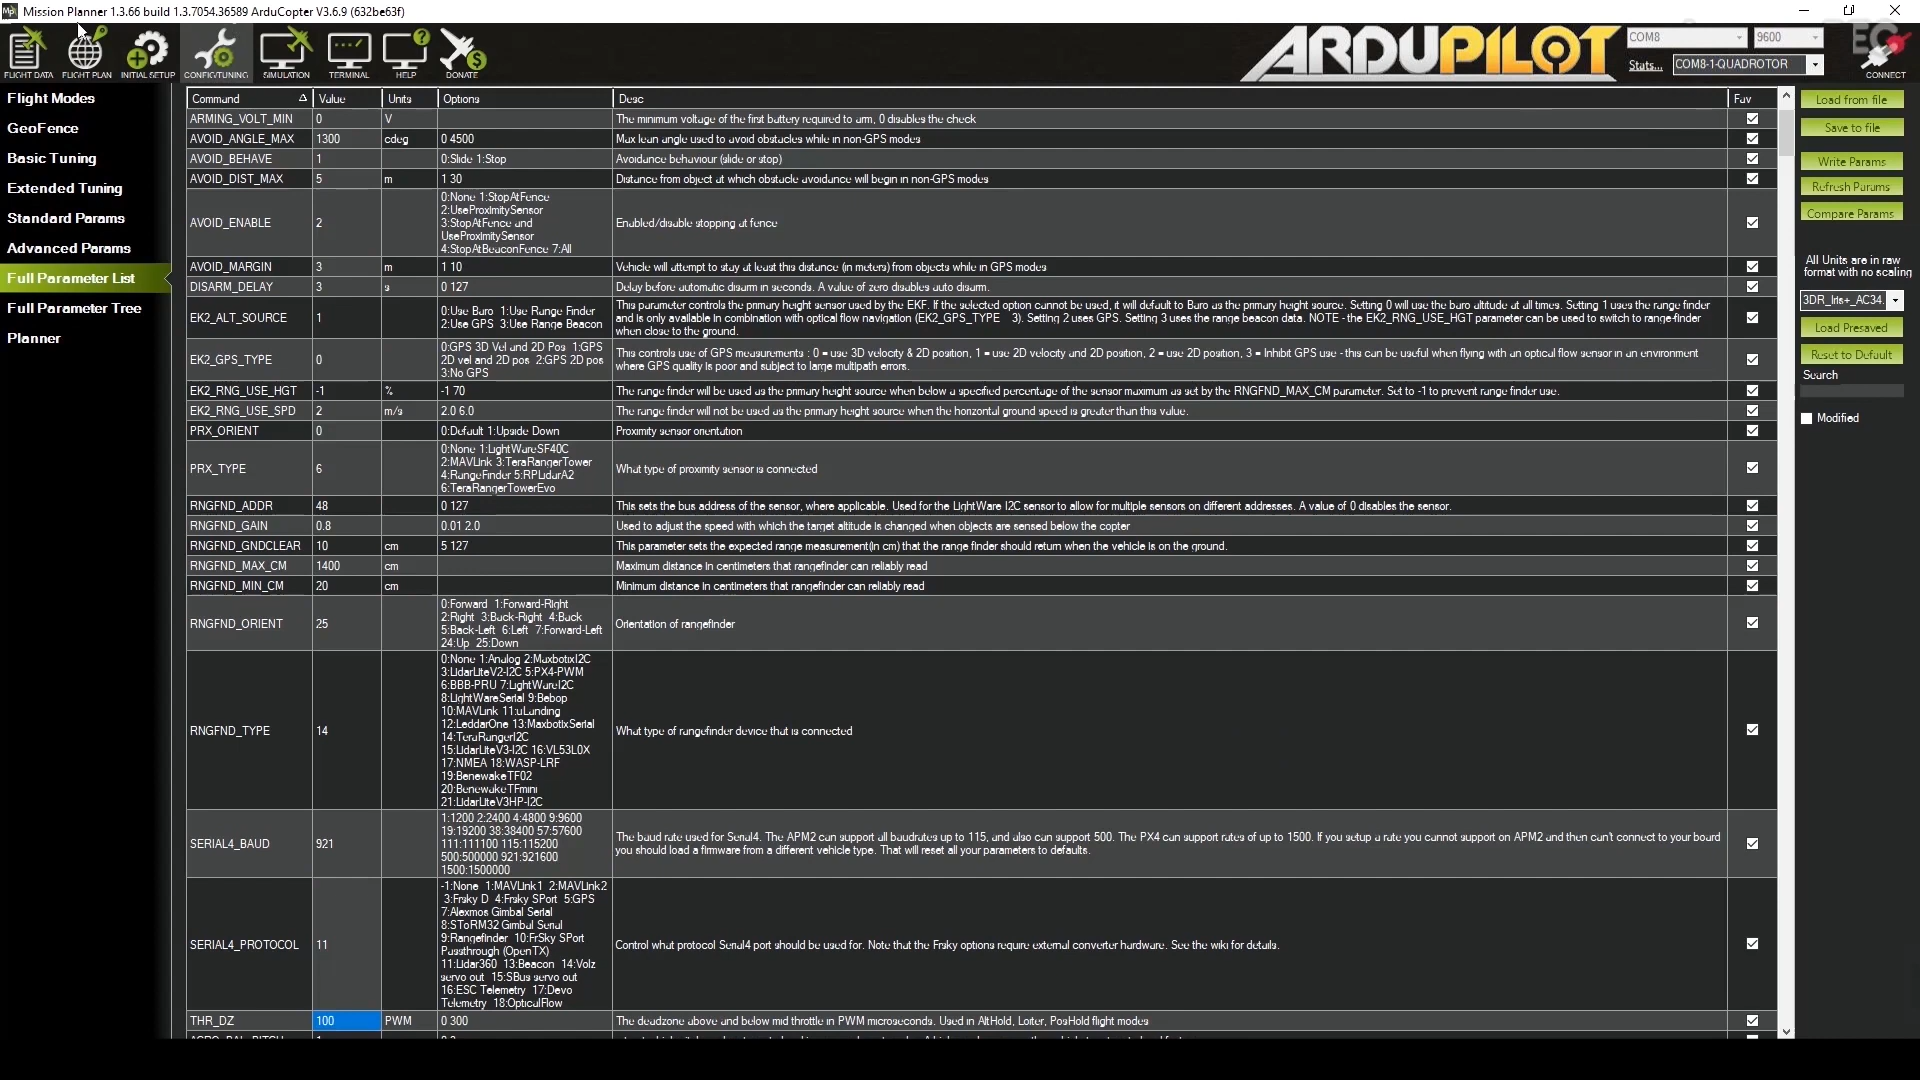 Mission Planner 1.3.66 build 1.3.7054.36589 ArduCopter V3.6.9 (632be63f)
FLIGHT DATA FLIGHT PLAN INITIAL SETUP CONFIG/TUNING SIMULATION TERMINAL HELP DONATE
ARDUPILOT
COM8 9600
Stats... COM8-1-QUADROTOR
CONNECT
Flight Modes
GeoFence
Basic Tuning
Extended Tuning
Standard Params
Advanced Params
Full Parameter List
Full Parameter Tree
Planner
Command Value Units Options Desc Fav
ARMING_VOLT_MIN 0 V The minimum voltage of the first battery required to arm, 0 disables the check
AVOID_ANGLE_MAX 1300 cdeg 0 4500 Max lean angle used to avoid obstacles while in non-GPS modes
AVOID_BEHAVE 1 0:Slide 1:Stop Avoidance behaviour (slide or stop)
AVOID_DIST_MAX 5 m 1 30 Distance from object at which obstacle avoidance will begin in non-GPS modes
AVOID_ENABLE 2
0:None 1:StopAtFence
2:UseProximitySensor
3:StopAtFence and
UseProximitySensor
4:StopAtBeaconFence 7:All
Enabled/disable stopping at fence
AVOID_MARGIN 3 m 1 10 Vehicle will attempt to stay at least this distance (in meters) from objects while in GPS modes
DISARM_DELAY 3 s 0 127 Delay before automatic disarm in seconds. A value of zero disables auto disarm.
EK2_ALT_SOURCE 1
0:Use Baro 1:Use Range Finder
2:Use GPS 3:Use Range Beacon
This parameter controls the primary height sensor used by the EKF. If the selected option cannot be used, it will default to Baro as the primary height source. Setting 0 will use the baro altitude at all times. Setting 1 uses the range finder
and is only available in combination with optical flow navigation (EK2_GPS_TYPE 3). Setting 2 uses GPS. Setting 3 uses the range beacon data. NOTE - the EK2_RNG_USE_HGT parameter can be used to switch to range-finder
when close to the ground.
EK2_GPS_TYPE 0
0:GPS 3D Vel and 2D Pos 1:GPS
2D vel and 2D pos 2:GPS 2D pos
3:No GPS
This controls use of GPS measurements : 0 = use 3D velocity & 2D position, 1 = use 2D velocity and 2D position, 2 = use 2D position, 3 = Inhibit GPS use - this can be useful when flying with an optical flow sensor in an environment
where GPS quality is poor and subject to large multipath errors.
EK2_RNG_USE_HGT -1 % -1 70 The range finder will be used as the primary height source when below a specified percentage of the sensor maximum as set by the RNGFND_MAX_CM parameter. Set to -1 to prevent range finder use.
EK2_RNG_USE_SPD 2 m/s 2.0 6.0 The range finder will not be used as the primary height source when the horizontal ground speed is greater than this value.
PRX_ORIENT 0 0:Default 1:Upside Down Proximity sensor orientation
PRX_TYPE 6
0:None 1:LightWareSF40C
2:MAVLink 3:TeraRangerTower
4:RangeFinder 5:RPLidarA2
6:TeraRangerTowerEvo
What type of proximity sensor is connected
RNGFND_ADDR 48 0 127 This sets the bus address of the sensor, where applicable. Used for the LightWare I2C sensor to allow for multiple sensors on different addresses. A value of 0 disables the sensor.
RNGFND_GAIN 0.8 0.01 2.0 Used to adjust the speed with which the target altitude is changed when objects are sensed below the copter
RNGFND_GNDCLEAR 10 cm 5 127 This parameter sets the expected range measurement(in cm) that the range finder should return when the vehicle is on the ground.
RNGFND_MAX_CM 1400 cm Maximum distance in centimeters that rangefinder can reliably read
RNGFND_MIN_CM 20 cm Minimum distance in centimeters that rangefinder can reliably read
RNGFND_ORIENT 25
0:Forward 1:Forward-Right
2:Right 3:Back-Right 4:Back
5:Back-Left 6:Left 7:Forward-Left
24:Up 25:Down
Orientation of rangefinder
RNGFND_TYPE 14
0:None 1:Analog 2:MaxbotixI2C
3:LidarLiteV2-I2C 5:PX4-PWM
6:BBB-PRU 7:LightWareI2C
8:LightWareSerial 9:Bebop
10:MAVLink 11:uLanding
12:LeddarOne 13:MaxbotixSerial
14:TeraRangerI2C
15:LidarLiteV3-I2C 16:VL53L0X
17:NMEA 18:WASP-LRF
19:BenewakeTF02
20:BenewakeTFmini
21:LidarLiteV3HP-I2C
What type of rangefinder device that is connected
SERIAL4_BAUD 921
1:1200 2:2400 4:4800 9:9600
19:19200 38:38400 57:57600
111:111100 115:115200
500:500000 921:921600
1500:1500000
The baud rate used for Serial4. The APM2 can support all baudrates up to 115, and also can support 500. The PX4 can support rates of up to 1500. If you setup a rate you cannot support on APM2 and then can't connect to your board
you should load a firmware from a different vehicle type. That will reset all your parameters to defaults.
SERIAL4_PROTOCOL 11
-1:None 1:MAVLink1 2:MAVLink2
3:Frsky D 4:Frsky SPort 5:GPS
7:Alexmos Gimbal Serial
8:SToRM32 Gimbal Serial
9:Rangefinder 10:FrSky SPort
Passthrough (OpenTX)
11:Lidar360 13:Beacon 14:Volz
servo out 15:SBus servo out
16:ESC Telemetry 17:Devo
Telemetry 18:OpticalFlow
Control what protocol Serial4 port should be used for. Note that the Frsky options require external converter hardware. See the wiki for details.
THR_DZ 100 PWM 0 300 The deadzone above and below mid throttle in PWM microseconds. Used in AltHold, Loiter, PosHold flight modes
Load from file
Save to file
Write Params
Refresh Params
Compare Params
All Units are in raw
format with no scaling
3DR_Iris+_AC34.
Load Presaved
Reset to Default
Search
Modified